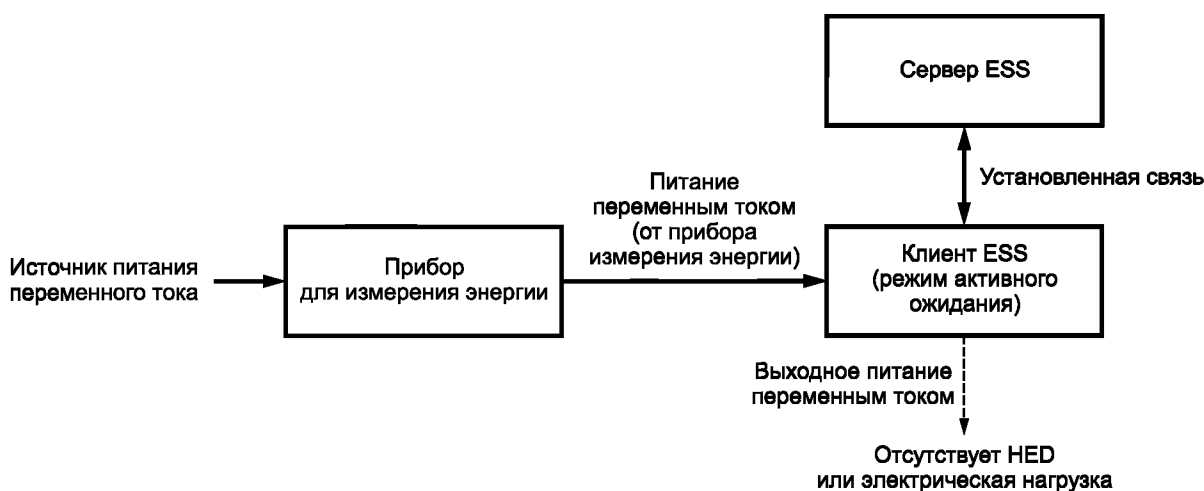 Сервер ESS
Установленная связь
Питание
переменным током
(от прибора
измерения энергии)
Источник питания
переменного тока
Прибор
для измерения энергии
Клиент ESS
(режим активного
ожидания)
Выходное питание
переменным током
Отсутствует HED
или электрическая нагрузка